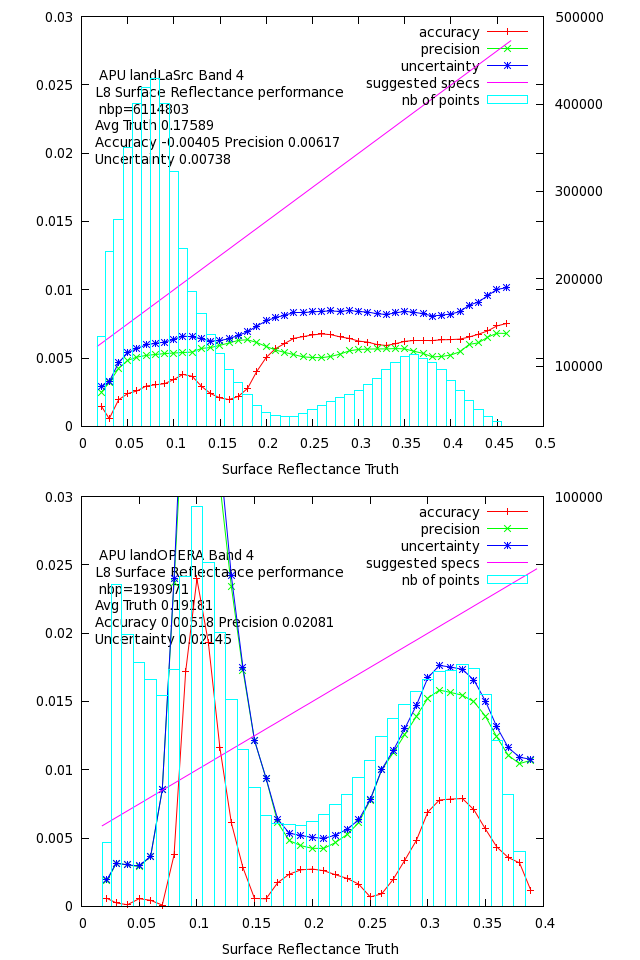 0.03
0.025
0.02
0.015
0.01
0.005
0
0 0.05 0.1 0.15 0.2 0.25 0.3 0.35 0.4 0.45 0.5
500000
400000
300000
200000
100000
accuracy
precision
uncertainty
suggested specs
nb of points
APU landLaSrc Band 4
L8 Surface Reflectance performance
nbp=6114803
Avg Truth 0.17589
Accuracy -0.00405 Precision 0.00617
Uncertainty 0.00738
Surface Reflectance Truth
0.03
0.025
0.02
0.015
0.01
0.005
0
0 0.05 0.1 0.15 0.2 0.25 0.3 0.35 0.4
100000
accuracy
precision
uncertainty
suggested specs
nb of points
APU landOPERA Band 4
L8 Surface Reflectance performance
nbp=1930971
Avg Truth 0.19181
Accuracy 0.00518 Precision 0.02081
Uncertainty 0.02145
Surface Reflectance Truth